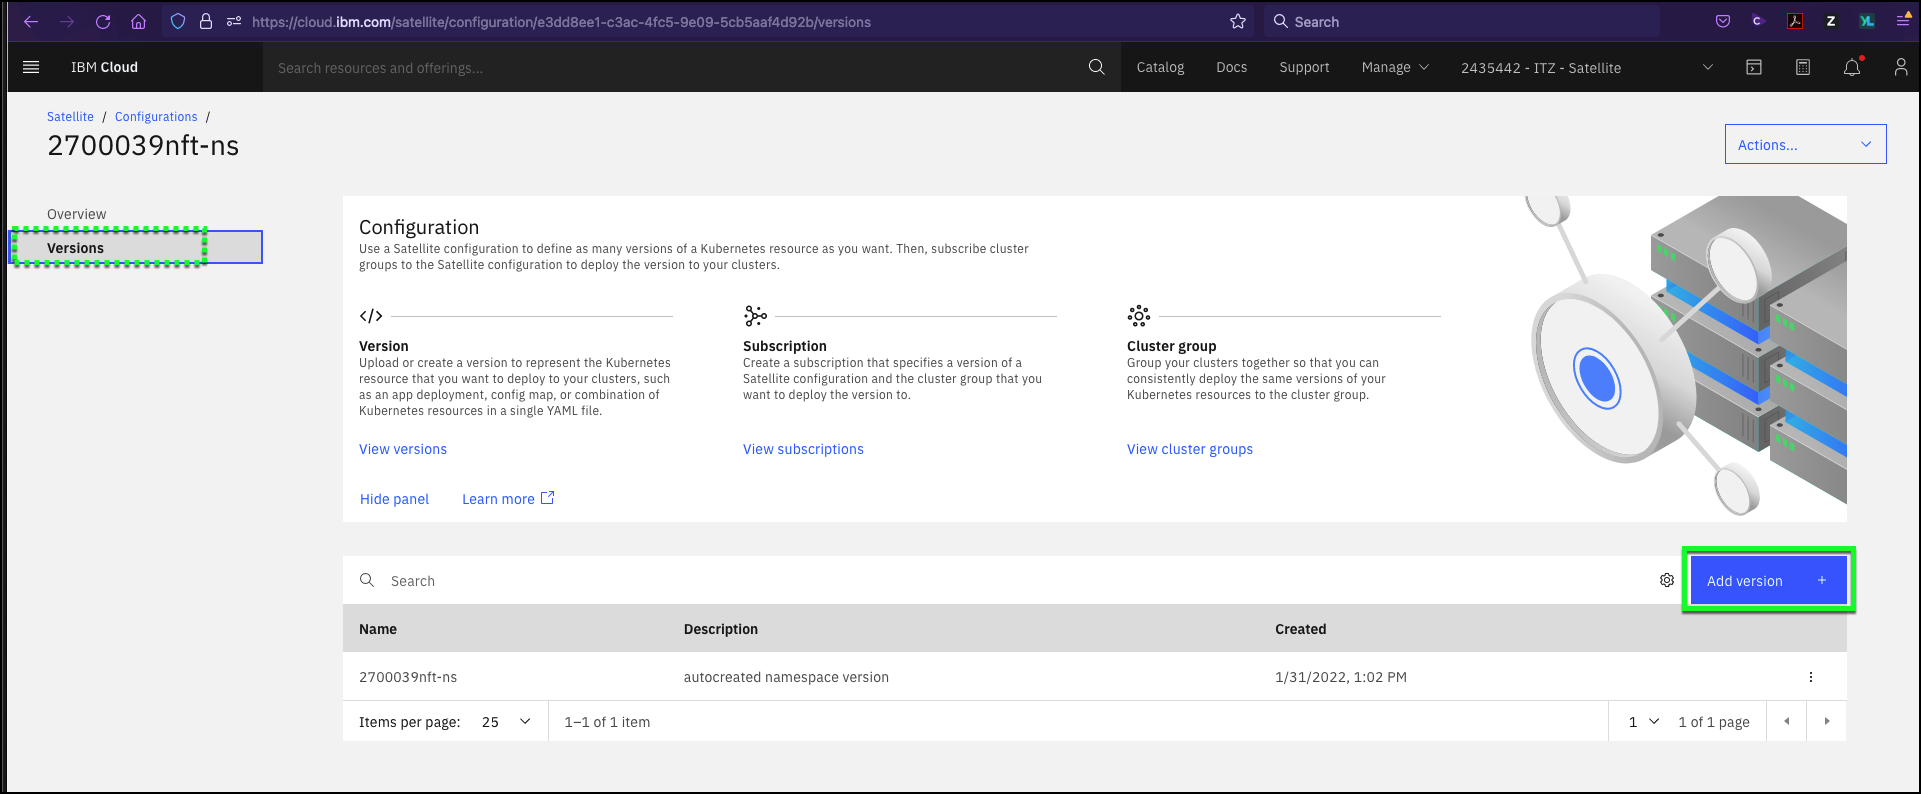 https://cloud.ibm.com/satellite/configuration/e3dd8ee1-c3ac-4fc5-9e09-5cb5aaf4d92b/versions
Search
IBM Cloud
Search resources and offerings...
Catalog
Docs
Support
Manage
2435442 - ITZ - Satellite
Satellite / Configurations /
2700039nft-ns
Actions...
Overview
Versions
Configuration
Use a Satellite configuration to define as many versions of a Kubernetes resource as you want. Then, subscribe cluster
groups to the Satellite configuration to deploy the version to your clusters.
Version
Upload or create a version to represent the Kubernetes
resource that you want to deploy to your clusters, such
as an app deployment, config map, or combination of
Kubernetes resources in a single YAML file.
View versions
Subscription
Create a subscription that specifies a version of a
Satellite configuration and the cluster group that you
want to deploy the version to.
View subscriptions
Cluster group
Group your clusters together so that you can
consistently deploy the same versions of your
Kubernetes resources to the cluster group.
View cluster groups
Hide panel
Learn more
Search
Add version +
Name Description Created
2700039nft-ns autocreated namespace version 1/31/2022, 1:02 PM
Items per page: 25 1–1 of 1 item 1 1 of 1 page